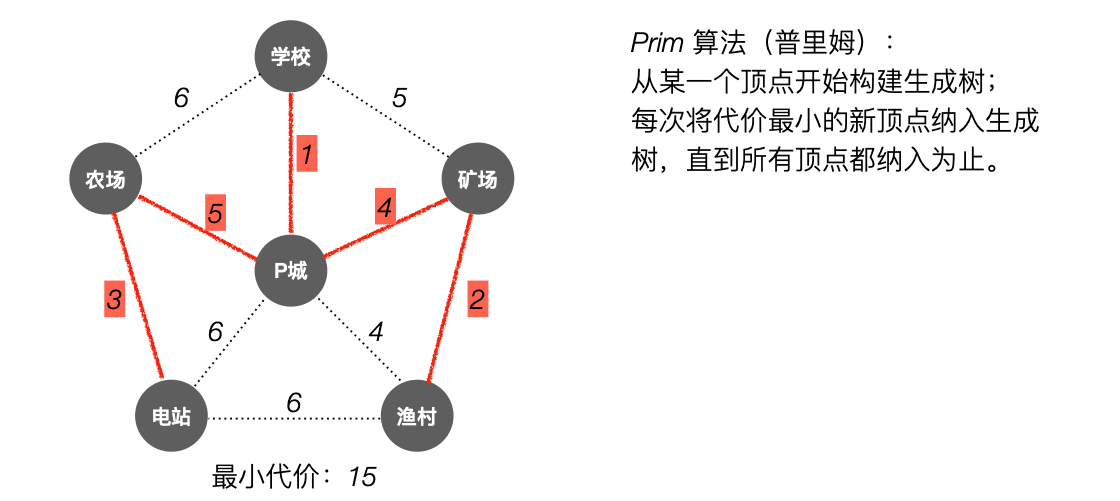 学校
6
5
1
农场
矿场
5
4
P城
3
2
6
4
6
电站
渔村
最小代价：15
Prim 算法（普里姆）：
从某一个顶点开始构建生成树；
每次将代价最小的新顶点纳入生成
树，直到所有顶点都纳入为止。